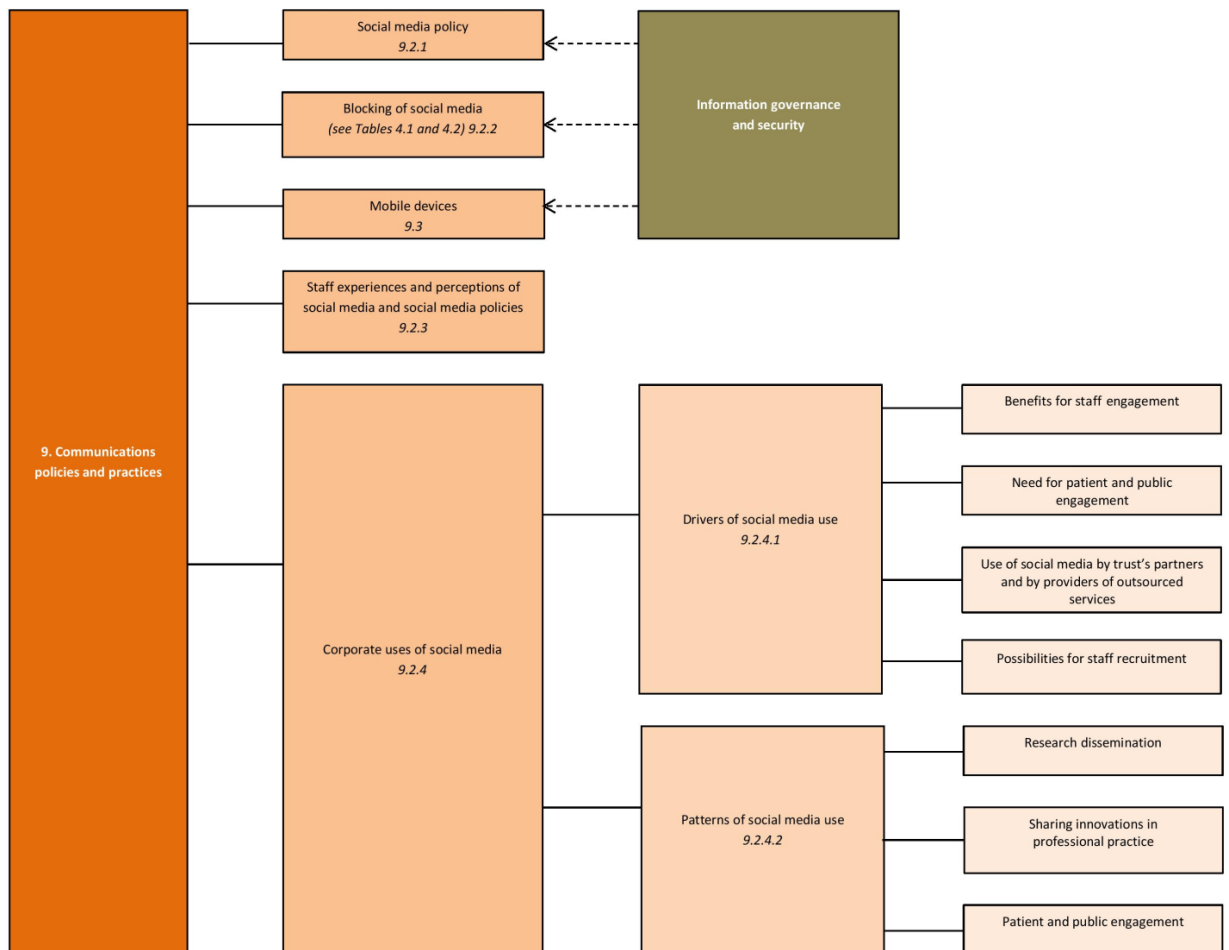 Social media policy
9.2.1
Blocking of social media
(see Tables 4.1 and 4.2) 9.2.2
Information governance
and security
Mobile devices
9.3
Staff experiences and perceptions of
social media and social media policies
9.2.3
9. Communications
policies and practices
Corporate uses of social media
9.2.4
Drivers of social media use
9.2.4.1
Benefits for staff engagement
Need for patient and public
engagement
Use of social media by trust’s partners
and by providers of outsourced
services
Possibilities for staff recruitment
Patterns of social media use
9.2.4.2
Research dissemination
Sharing innovations in
professional practice
Patient and public engagement